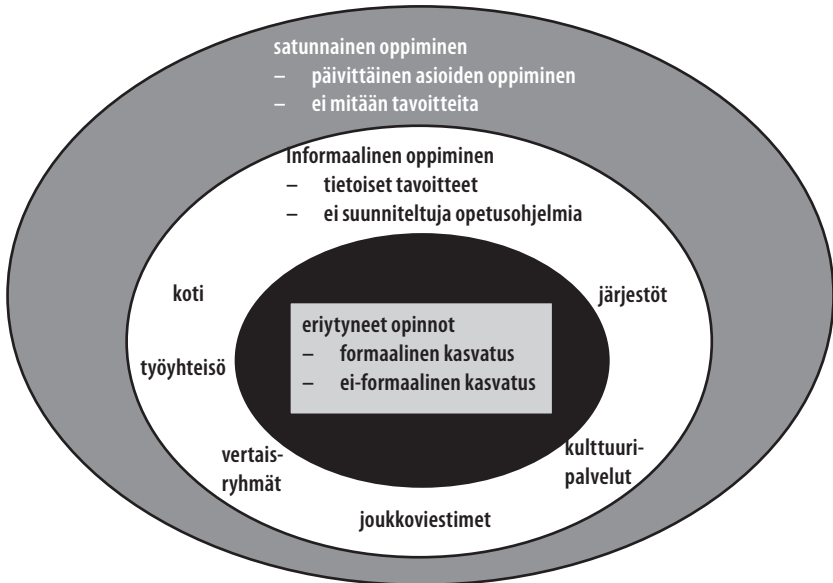 satunnainen oppiminen
– päivittäinen asioiden oppiminen
– ei mitään tavoitteita
Informaalinen oppiminen
– tietoiset tavoitteet
– ei suunniteltuja opetusohjelmia
koti
järjestöt
eriytyneet opinnot
– formaalinen kasvatus
– ei-formaalinen kasvatus
työyhteisö
vertais-
ryhmät
kulttuuri-
palvelut
joukkoviestimet